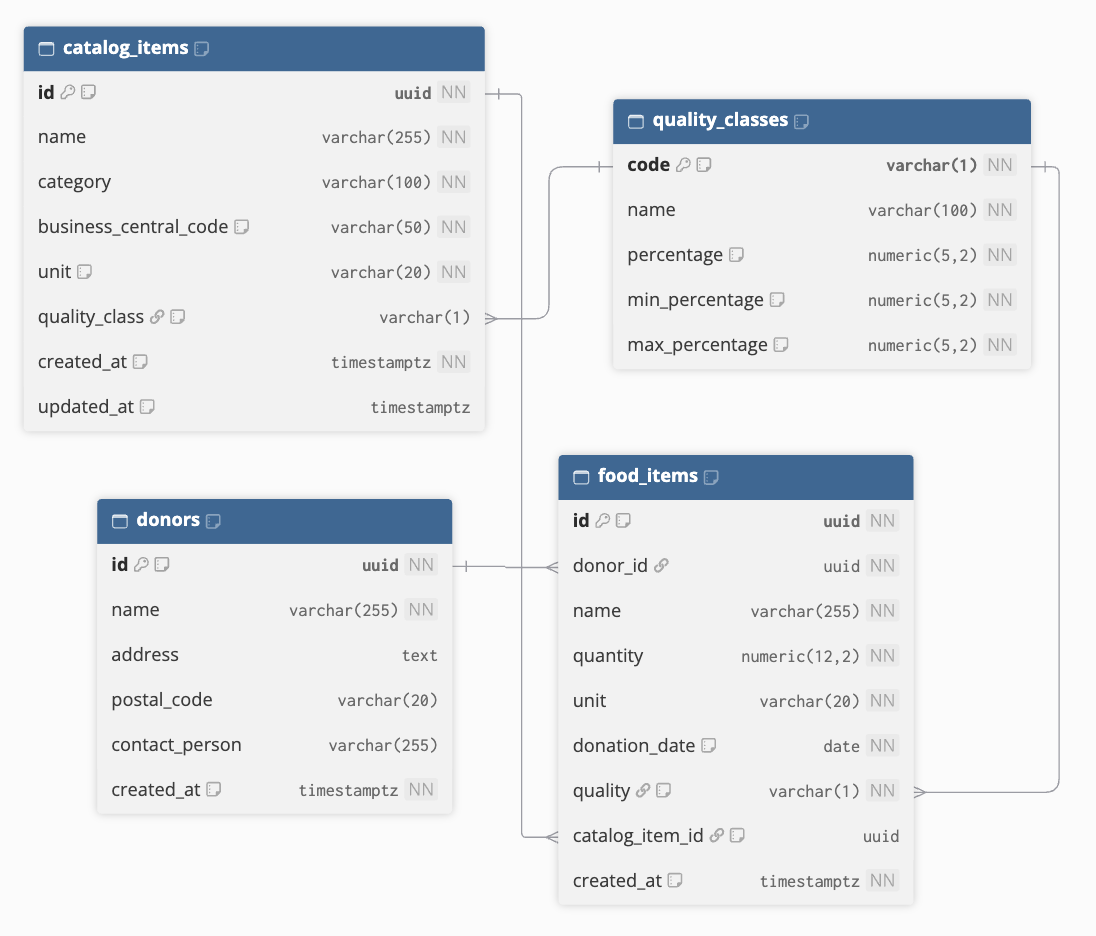 catalog_items
id uuid NN
name varchar(255) NN
category varchar(100) NN
business_central_code varchar(50) NN
unit varchar(20) NN
quality_class varchar(1)
created_at timestamptz NN
updated_at timestamptz
quality_classes
code varchar(1) NN
name varchar(100) NN
percentage numeric(5,2) NN
min_percentage numeric(5,2) NN
max_percentage numeric(5,2) NN
donors
id uuid NN
name varchar(255) NN
address text
postal_code varchar(20)
contact_person varchar(255)
created_at timestamptz NN
food_items
id uuid NN
donor_id uuid NN
name varchar(255) NN
quantity numeric(12,2) NN
unit varchar(20) NN
donation_date date NN
quality varchar(1) NN
catalog_item_id uuid
created_at timestamptz NN